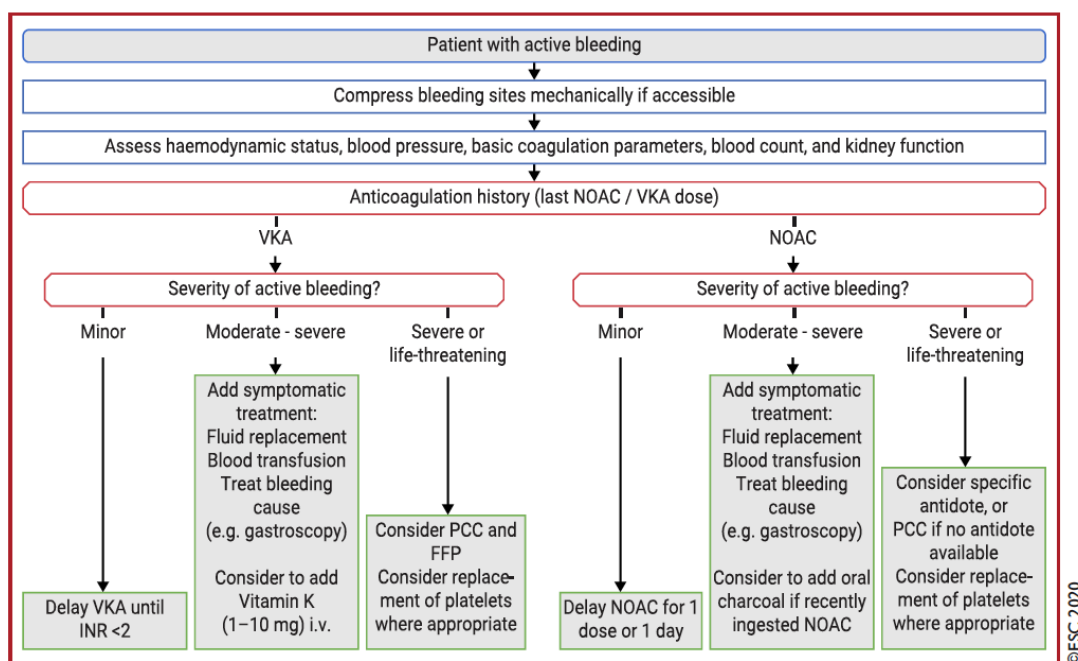 Patient with active bleeding
Compress bleeding sites mechanically if accessible
Assess haemodynamic status, blood pressure, basic coagulation parameters, blood count, and kidney function
Anticoagulation history (last NOAC / VKA dose)
VKA
Severity of active bleeding?
Minor
Delay VKA until
INR <2
Moderate - severe
Add symptomatic
treatment:
Fluid replacement
Blood transfusion
Treat bleeding
cause
(e.g. gastroscopy)
Consider to add
Vitamin K
(1–10 mg) i.v.
Severe or
life-threatening
Consider PCC and
FFP
Consider replace-
ment of platelets
where appropriate
NOAC
Severity of active bleeding?
Minor
Delay NOAC for 1
dose or 1 day
Moderate - severe
Add symptomatic
treatment:
Fluid replacement
Blood transfusion
Treat bleeding
cause
(e.g. gastroscopy)
Consider to add oral
charcoal if recently
ingested NOAC
Severe or
life-threatening
Consider specific
antidote, or
PCC if no antidote
available
Consider replace-
ment of platelets
where appropriate
©ESC 2020